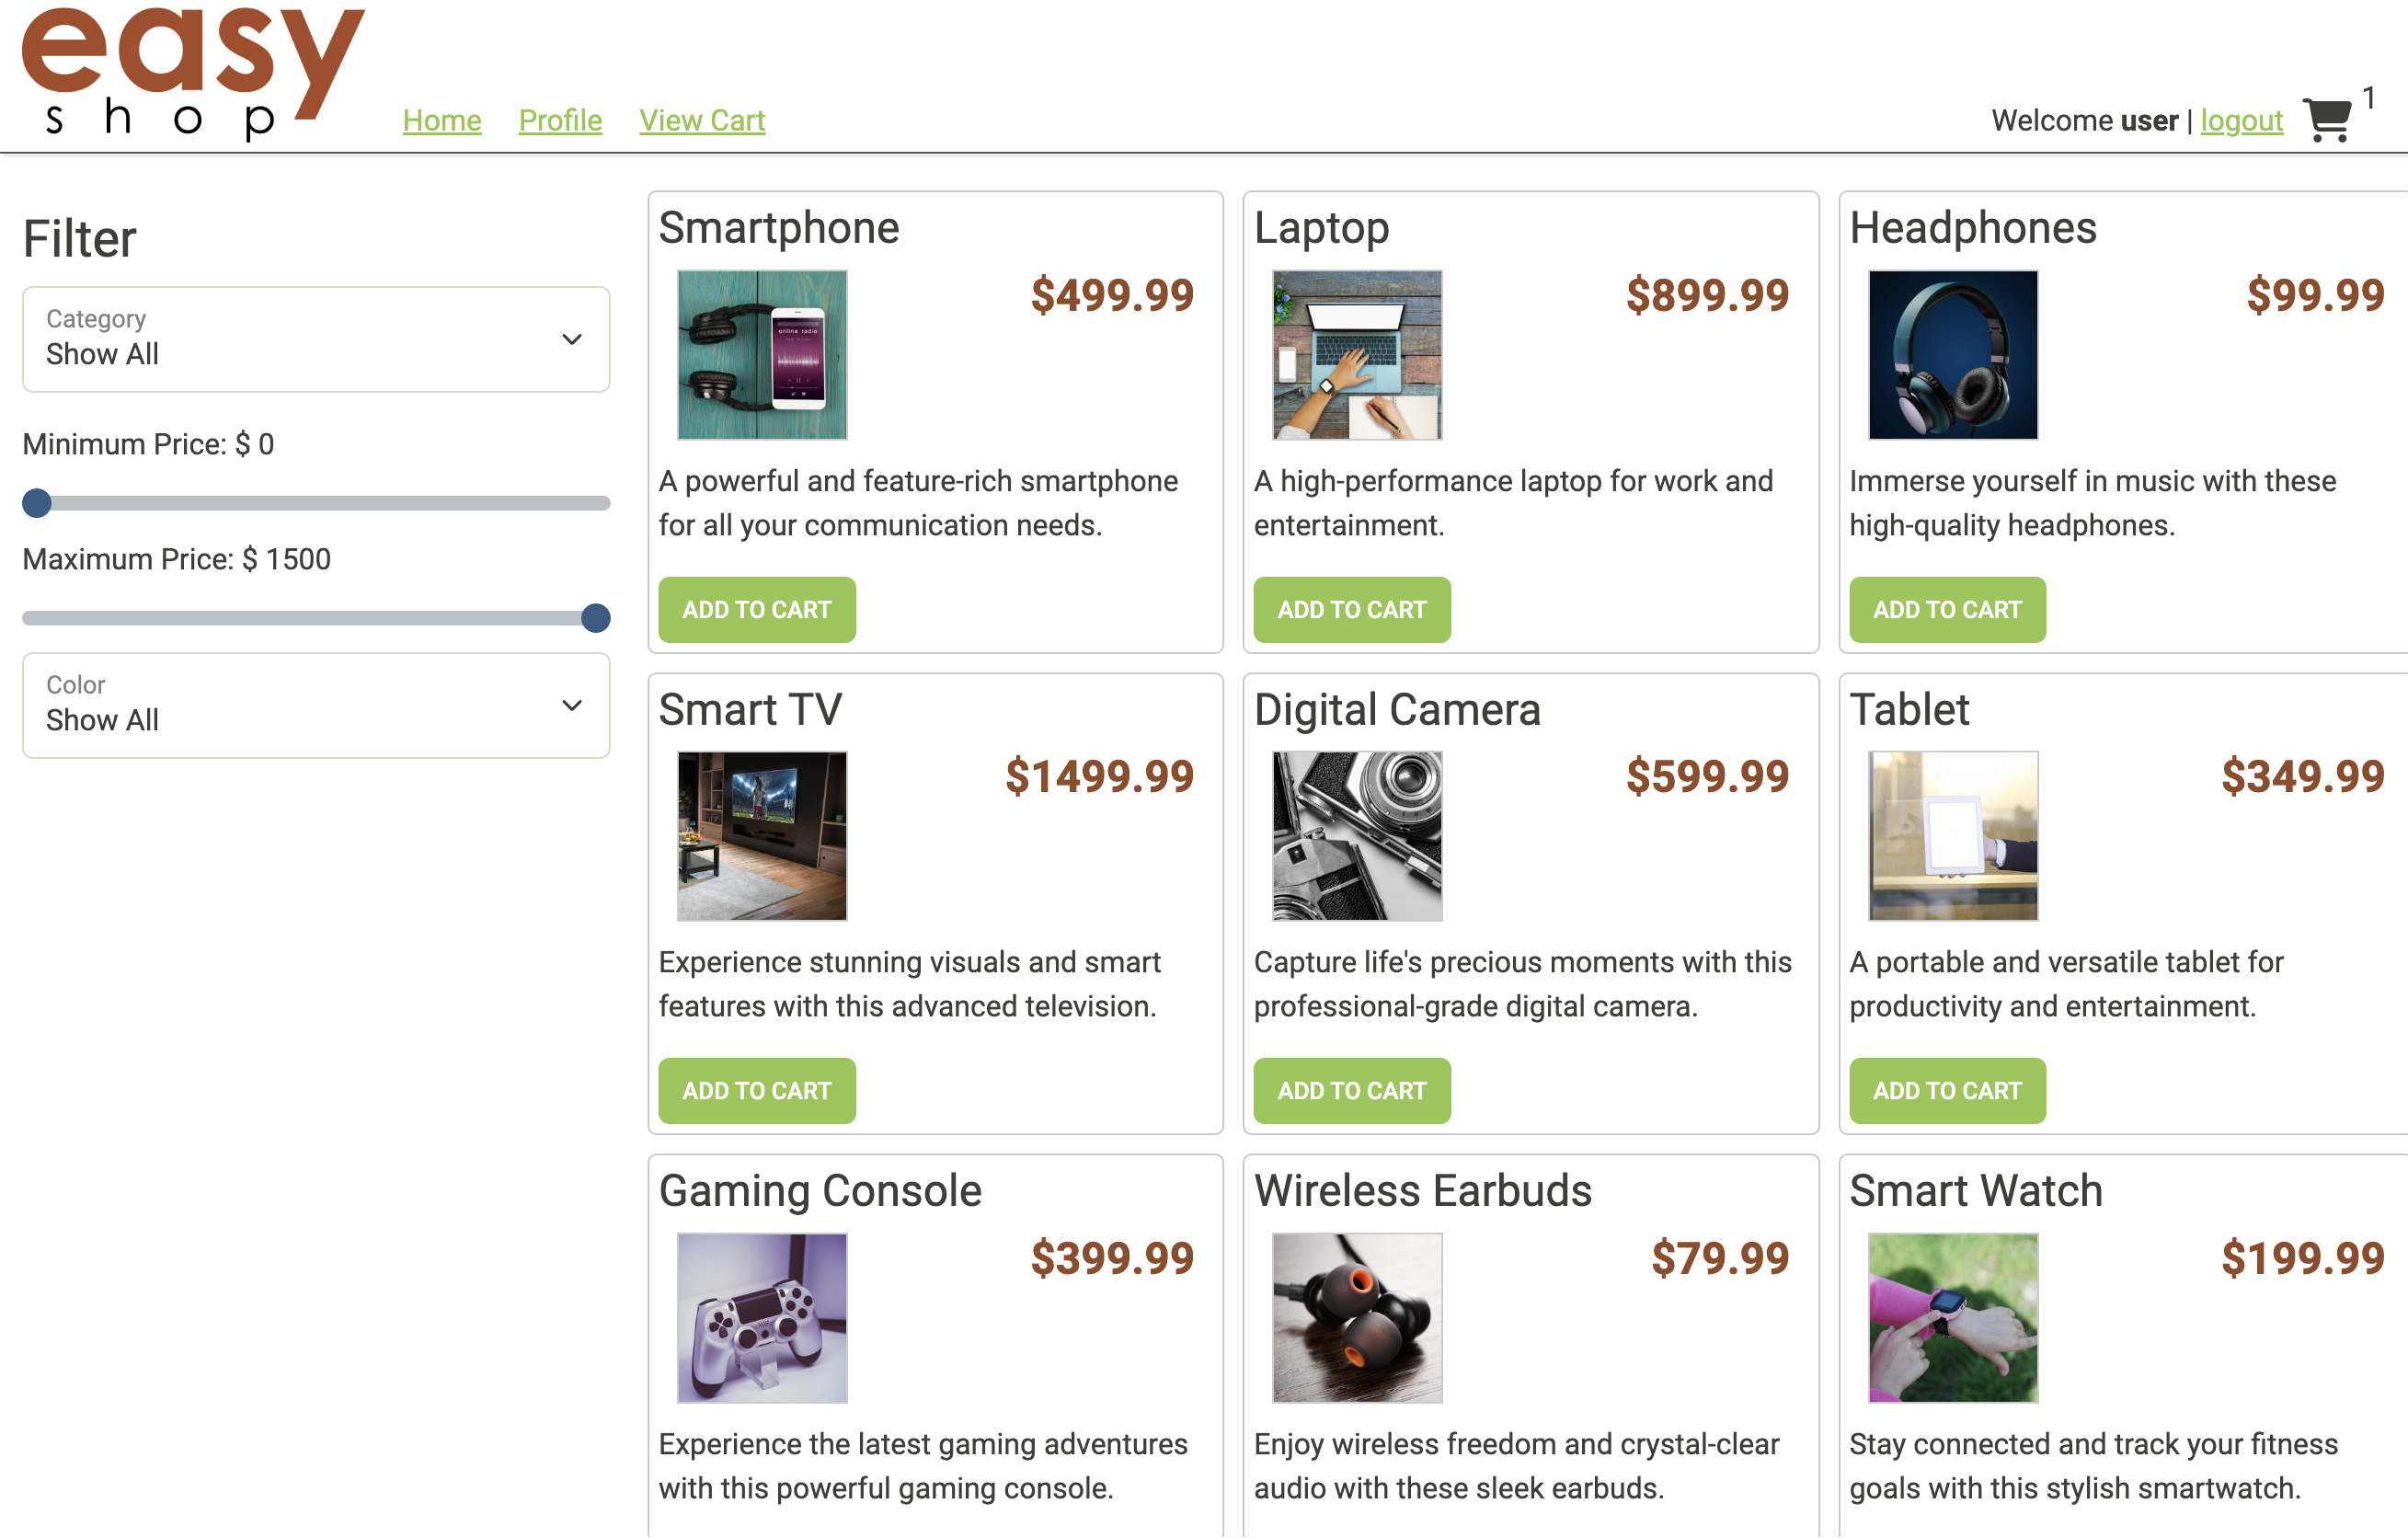 easy
shop
Home Profile View Cart
Welcome user | logout 1
Filter
Category
Show All
Minimum Price: $ 0
Maximum Price: $ 1500
Color
Show All
Smartphone
$499.99
online radio
A powerful and feature-rich smartphone
for all your communication needs.
ADD TO CART
Laptop
$899.99
A high-performance laptop for work and
entertainment.
ADD TO CART
Headphones
$99.99
Immerse yourself in music with these
high-quality headphones.
ADD TO CART
Smart TV
$1499.99
Experience stunning visuals and smart
features with this advanced television.
ADD TO CART
Digital Camera
$599.99
Capture life's precious moments with this
professional-grade digital camera.
ADD TO CART
Tablet
$349.99
A portable and versatile tablet for
productivity and entertainment.
ADD TO CART
Gaming Console
$399.99
Experience the latest gaming adventures
with this powerful gaming console.
Wireless Earbuds
$79.99
Enjoy wireless freedom and crystal-clear
audio with these sleek earbuds.
Smart Watch
$199.99
Stay connected and track your fitness
goals with this stylish smartwatch.